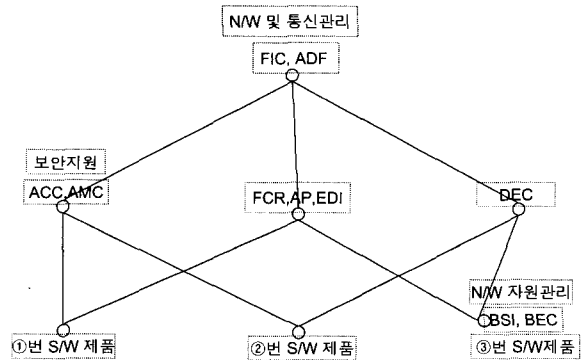 N/W 및 통신관리
FIC, ADF
보안지원
ACC,AMC
FCR,AP,EDI
DEC
N/W 자원관리
BSI, BEC
①번 S/W 제품
②번 S/W 제품
③번 S/W제품